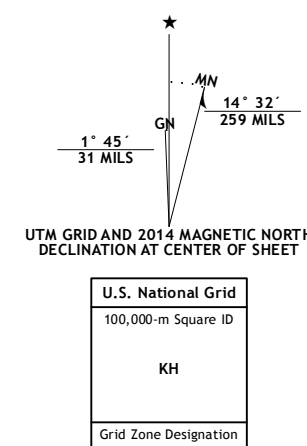 ★
MN
GN
1° 45´
31 MILS
14° 32´
259 MILS
UTM GRID AND 2014 MAGNETIC NORTH
DECLINATION AT CENTER OF SHEET
U.S. National Grid
100,000-m Square ID
KH
Grid Zone Designation